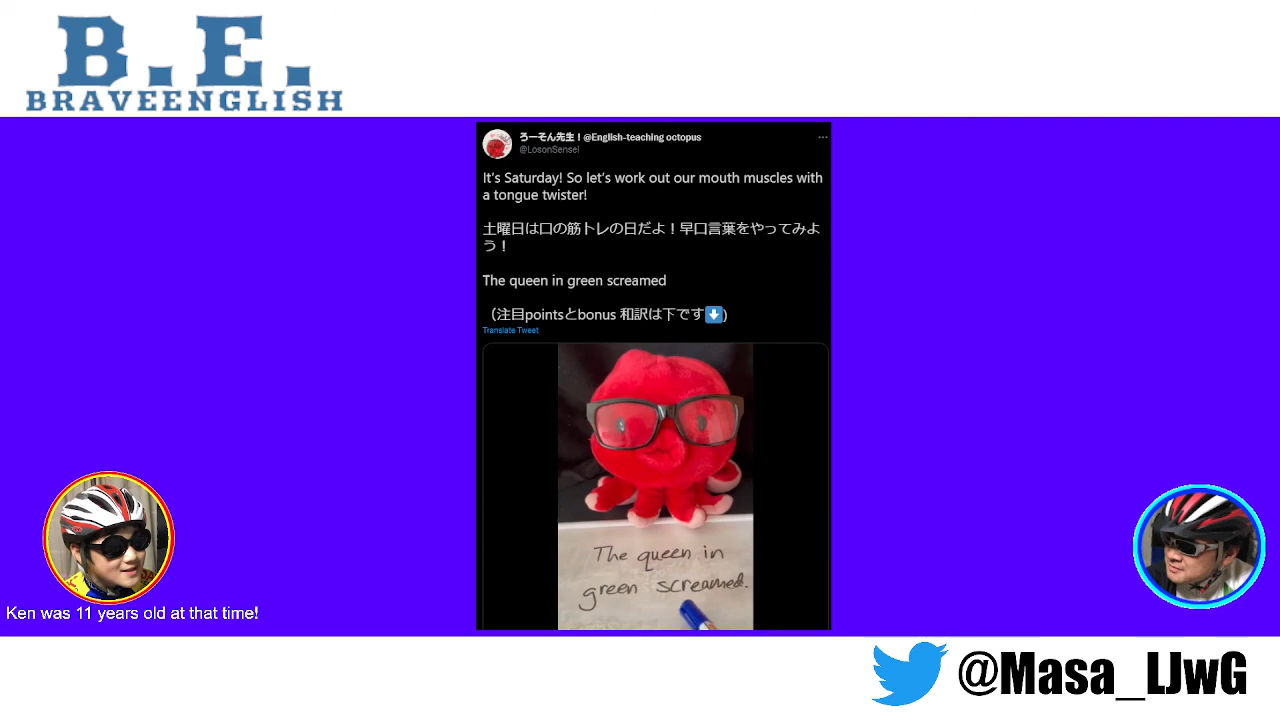 B.E.
BRAVEENGLISH
ろーそん先生！@English-teaching octopus
@LosonSensei
It's Saturday! So let's work out our mouth muscles with
a tongue twister!
土曜日は口の筋トレの日だよ！早口言葉をやってみよ
う！
The queen in green screamed
（注目pointsとbonus 和訳は下です⬇)
Translate Tweet
The queen in
green screamed.
Ken was 11 years old at that time!
@Masa_LJwG